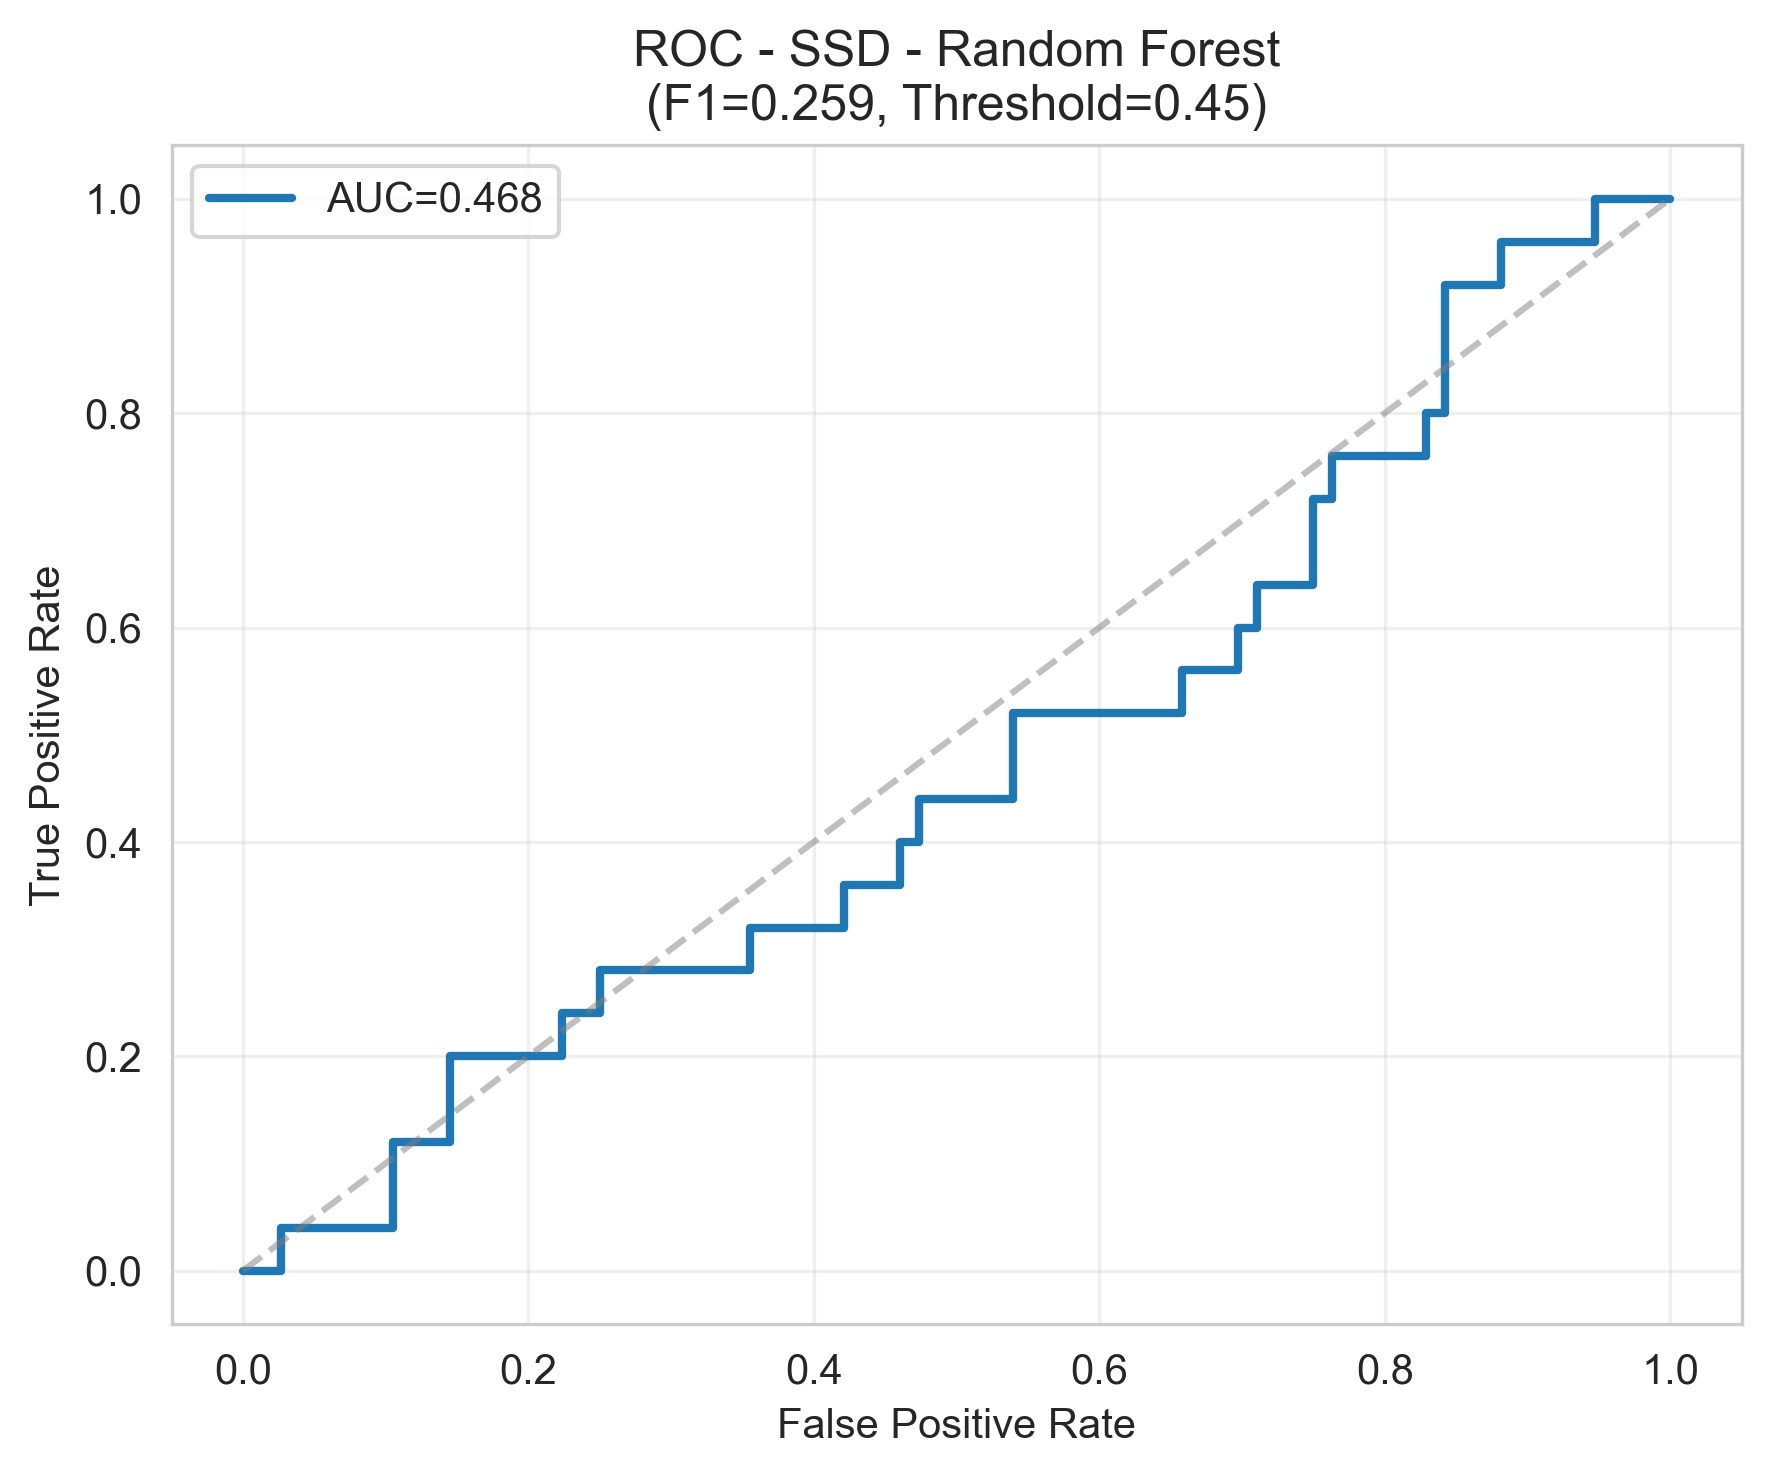 ROC - SSD - Random Forest
(F1=0.259, Threshold=0.45)
AUC=0.468
1.0
0.8
0.6
0.4
0.2
0.0
True Positive Rate
0.0 0.2 0.4 0.6 0.8 1.0
False Positive Rate